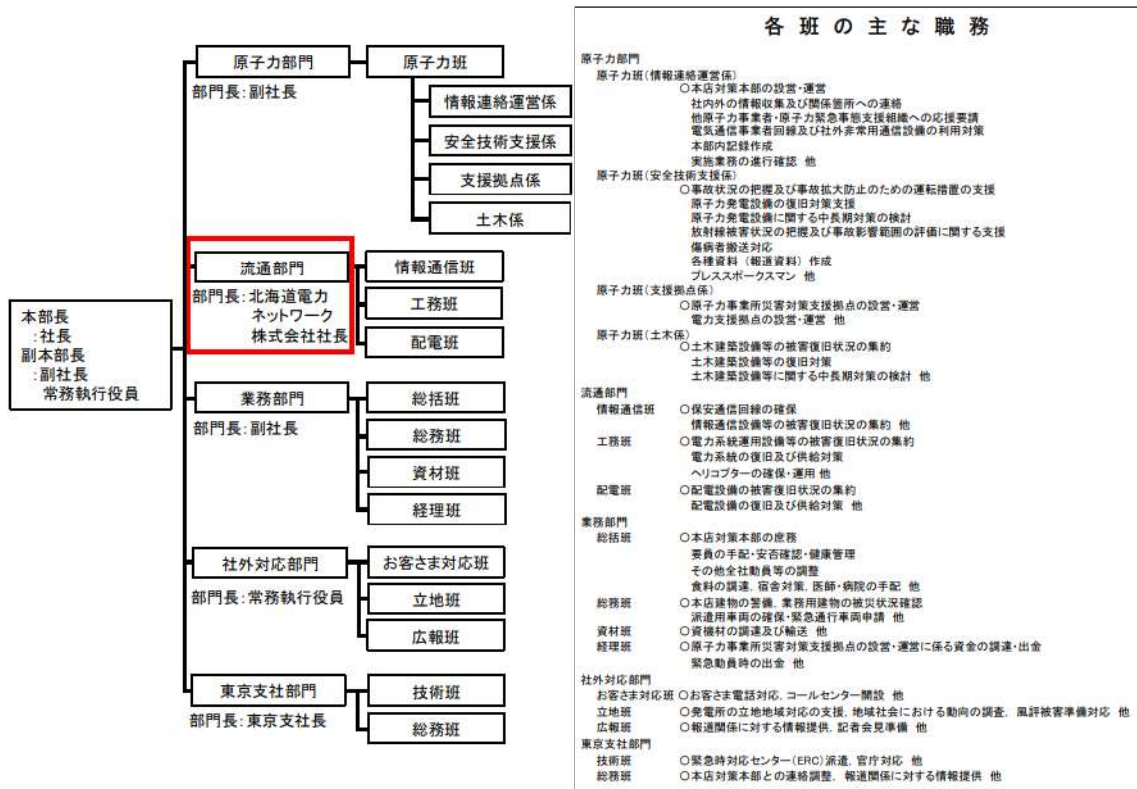 原子力部門
部門長：副社長
原子力班
情報連絡運営係
安全技術支援係
支援拠点係
土木係
流通部門
部門長：北海道電力
ネットワーク
株式会社社長
情報通信班
工務班
配電班
本部長
：社長
副本部長
：副社長
常務執行役員
業務部門
部門長：副社長
総括班
総務班
資材班
経理班
社外対応部門
部門長：常務執行役員
お客さま対応班
立地班
広報班
東京支社部門
部門長：東京支社長
技術班
総務班
各班の主な職務
原子力部門
原子力班(情報連絡運営係)
○本店対策本部の設営・運営
社内外の情報収集及び関係箇所への連絡
他原子力事業者・原子力緊急事態支援組織への応援要請
電気通信事業者回線及び社外非常用通信設備の利用対策
本部内記録作成
実施業務の進行確認 他
原子力班(安全技術支援係)
○事故状況の把握及び事故拡大防止のための運転措置の支援
原子力発電設備の復旧対策支援
原子力発電設備に関する中長期対策の検討
放射線被害状況の把握及び事故影響範囲の評価に関する支援
傷病者搬送対応
各種資料（報道資料）作成
プレススポークスマン 他
原子力班(支援拠点係)
○原子力事業所災害対策支援拠点の設営・運営
電力支援拠点の設営・運営 他
原子力班(土木係)
○土木建築設備等の被害復旧状況の集約
土木建築設備等の復旧対策
土木建築設備等に関する中長期対策の検討 他
流通部門
情報通信班 ○保安通信回線の確保
情報通信設備等の被害復旧状況の集約 他
工務班 ○電力系統運用設備等の被害復旧状況の集約
電力系統の復旧及び供給対策
ヘリコプターの確保・運用 他
配電班 ○配電設備の被害復旧状況の集約
配電設備の復旧及び供給対策 他
業務部門
総括班 ○本店対策本部の庶務
要員の手配・安否確認・健康管理
その他全社動員等の調整
食料の調達, 宿舎対策, 医師・病院の手配 他
総務班 ○本店建物の警備, 業務用建物の被災状況確認
派遣用車両の確保・緊急通行車両申請 他
資材班 ○資機材の調達及び輸送 他
経理班 ○原子力事業所災害対策支援拠点の設営・運営に係る資金の調達・出金
緊急動員時の出金 他
社外対応部門
お客さま対応班 ○お客さま電話対応, コールセンター開設 他
立地班 ○発電所の立地地域対応の支援, 地域社会における動向の調査, 風評被害準備対応 他
広報班 ○報道関係に対する情報提供, 記者会見準備 他
東京支社部門
技術班 ○緊急時対応センター(ERC)派遣, 官庁対応 他
総務班 ○本店対策本部との連絡調整, 報道関係に対する情報提供 他